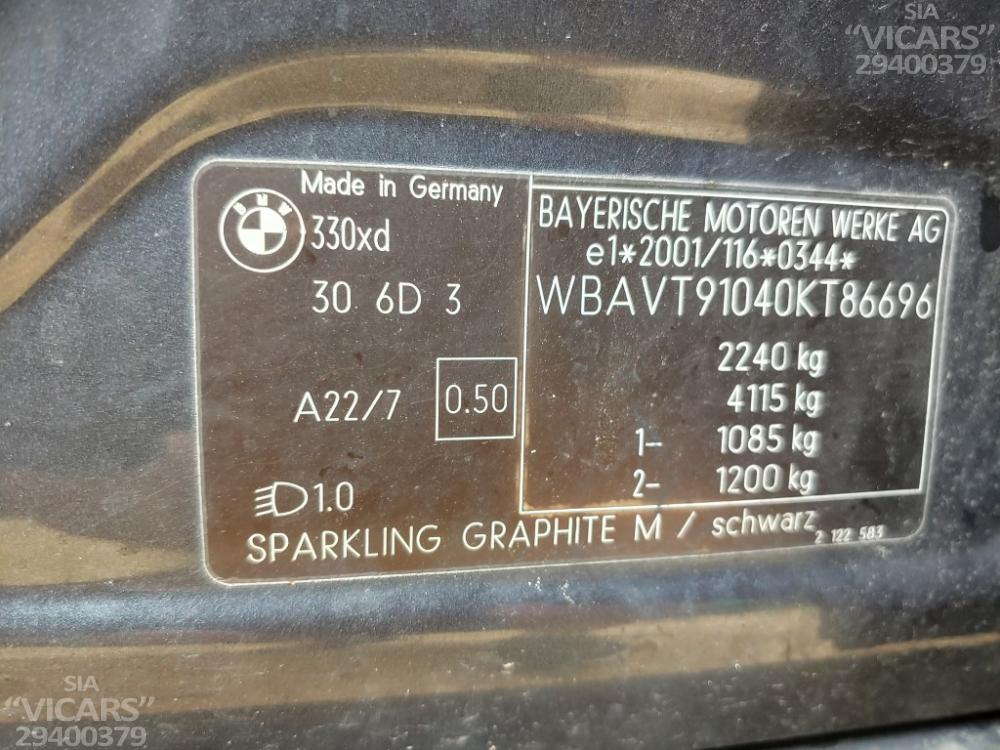 SIA
“VICARS”
29400379
Made in Germany
BMW
330xd
30 6D 3
A22/7 0.50
1.0
BAYERISCHE MOTOREN WERKE AG
e1*2001/116*0344*
WBAVT91040KT86696
2240 kg
4115 kg
1- 1085 kg
2- 1200 kg
SPARKLING GRAPHITE M / schwarz
2 122 583
SIA
“VICARS”
29400379